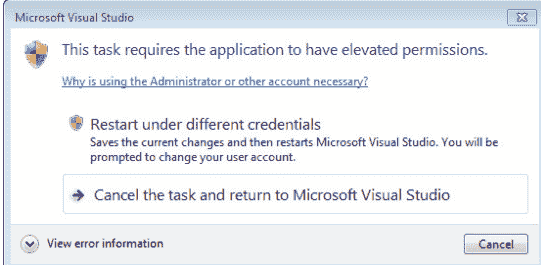 Microsoft Visual Studio
This task requires the application to have elevated permissions.
Why is using the Administrator or other account necessary?
Restart under different credentials
Saves the current changes and then restarts Microsoft Visual Studio. You will be
prompted to change your user account.
Cancel the task and return to Microsoft Visual Studio
View error information
Cancel